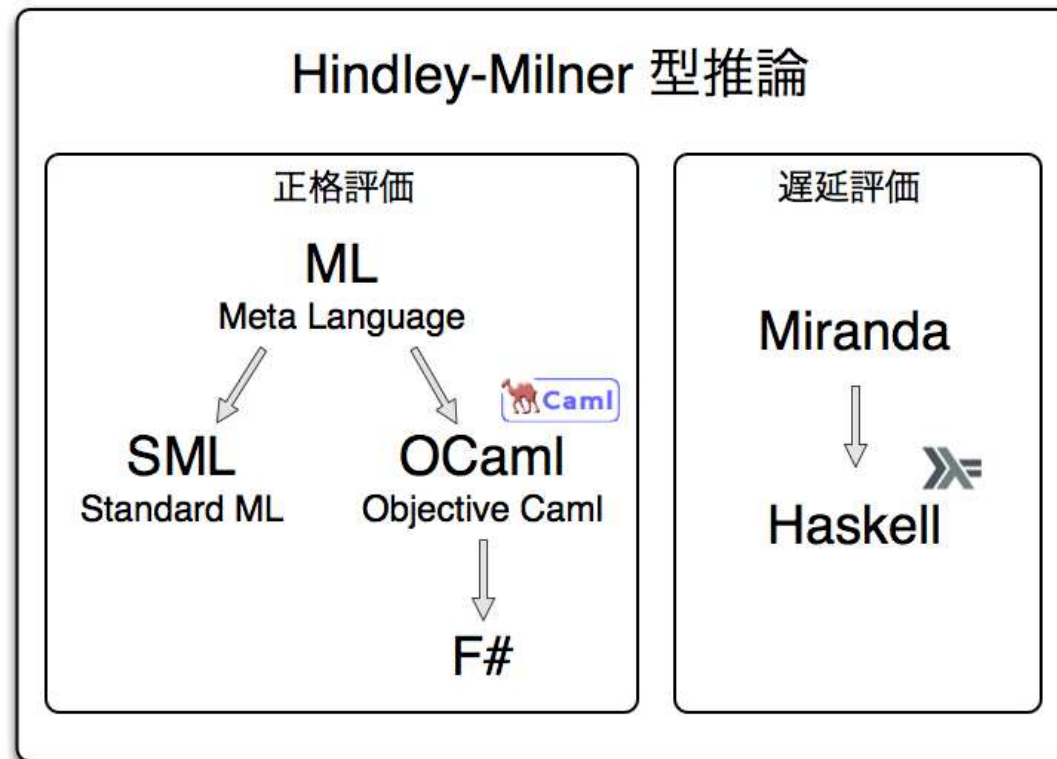 Hindley-Milner 型推論
正格評価
ML
Meta Language
Caml
SML
Standard ML
OCaml
Objective Caml
F#
遅延評価
Miranda
Haskell